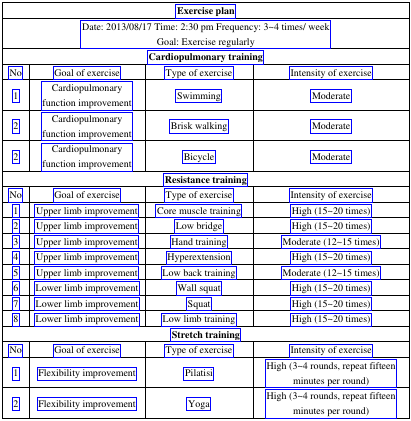 Exercise plan
Date: 2013/08/17 Time: 2:30 pm Frequency: 3~4 times/ week
Goal: Exercise regularly
Cardiopulmonary training
No Goal of exercise Type of exercise Intensity of exercise
1 Cardiopulmonary function improvement Swimming Moderate
2 Cardiopulmonary function improvement Brisk walking Moderate
2 Cardiopulmonary function improvement Bicycle Moderate
Resistance training
No Goal of exercise Type of exercise Intensity of exercise
1 Upper limb improvement Core muscle training High (15~20 times)
2 Upper limb improvement Low bridge High (15~20 times)
3 Upper limb improvement Hand training Moderate (12~15 times)
4 Upper limb improvement Hyperextension High (15~20 times)
5 Upper limb improvement Low back training Moderate (12~15 times)
6 Lower limb improvement Wall squat High (15~20 times)
7 Lower limb improvement Squat High (15~20 times)
8 Lower limb improvement Low limb training High (15~20 times)
Stretch training
No Goal of exercise Type of exercise Intensity of exercise
1 Flexibility improvement Pilatisi High (3~4 rounds, repeat fifteen minutes per round)
2 Flexibility improvement Yoga High (3~4 rounds, repeat fifteen minutes per round)